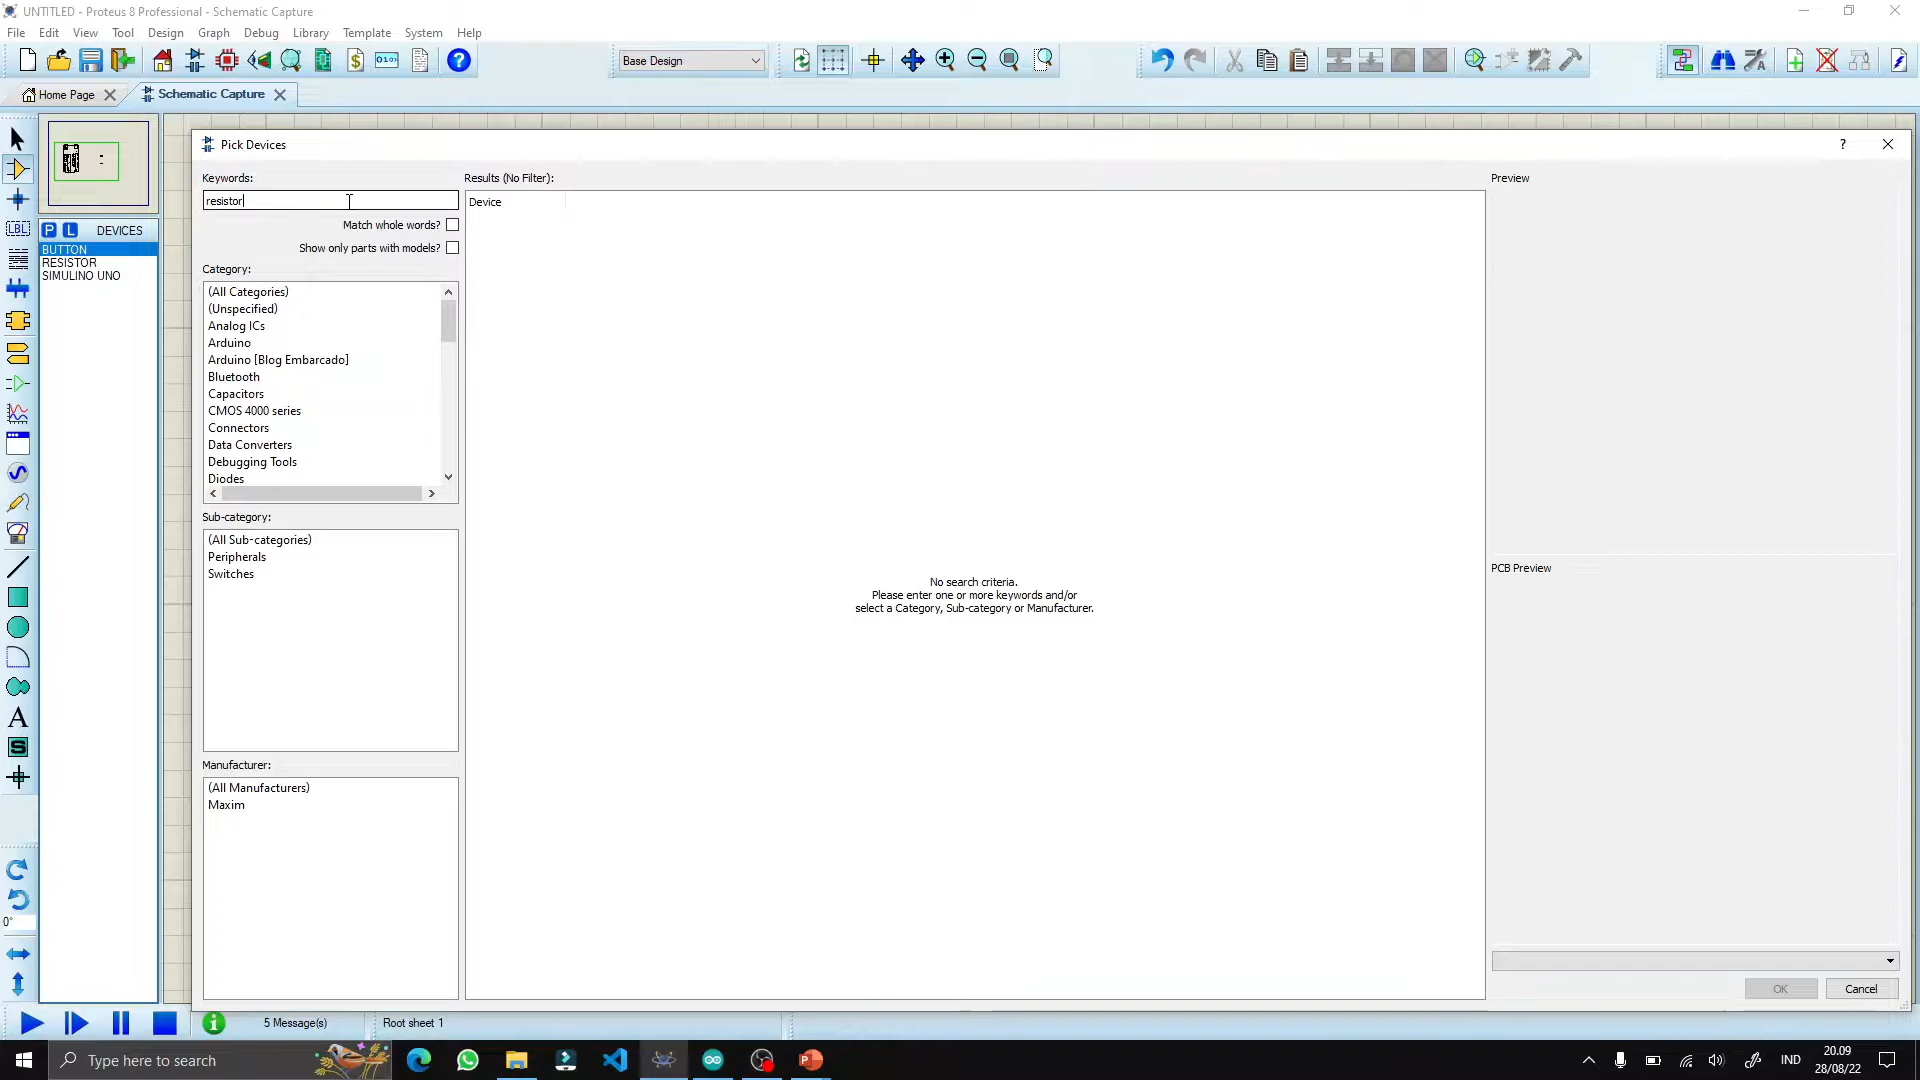 UNTITLED - Proteus 8 Professional - Schematic Capture
File Edit View Tool Design Graph Debug Library Template System Help
Base Design
Home Page
Schematic Capture
Pick Devices
Keywords:
resistor
Match whole words?
Show only parts with models?
Category:
(All Categories)
(Unspecified)
Analog ICs
Arduino
Arduino [Blog Embarcado]
Bluetooth
Capacitors
CMOS 4000 series
Connectors
Data Converters
Debugging Tools
Diodes
Sub-category:
(All Sub-categories)
Peripherals
Switches
Manufacturer:
(All Manufacturers)
Maxim
Results (No Filter):
Device
No search criteria.
Please enter one or more keywords and/or
select a Category, Sub-category or Manufacturer.
Preview
PCB Preview
OK
Cancel
P L DEVICES
BUTTON
RESISTOR
SIMULINO UNO
LBL
A
S
0°
5 Message(s)
Root sheet 1
Type here to search
IND
20.09
28/08/22